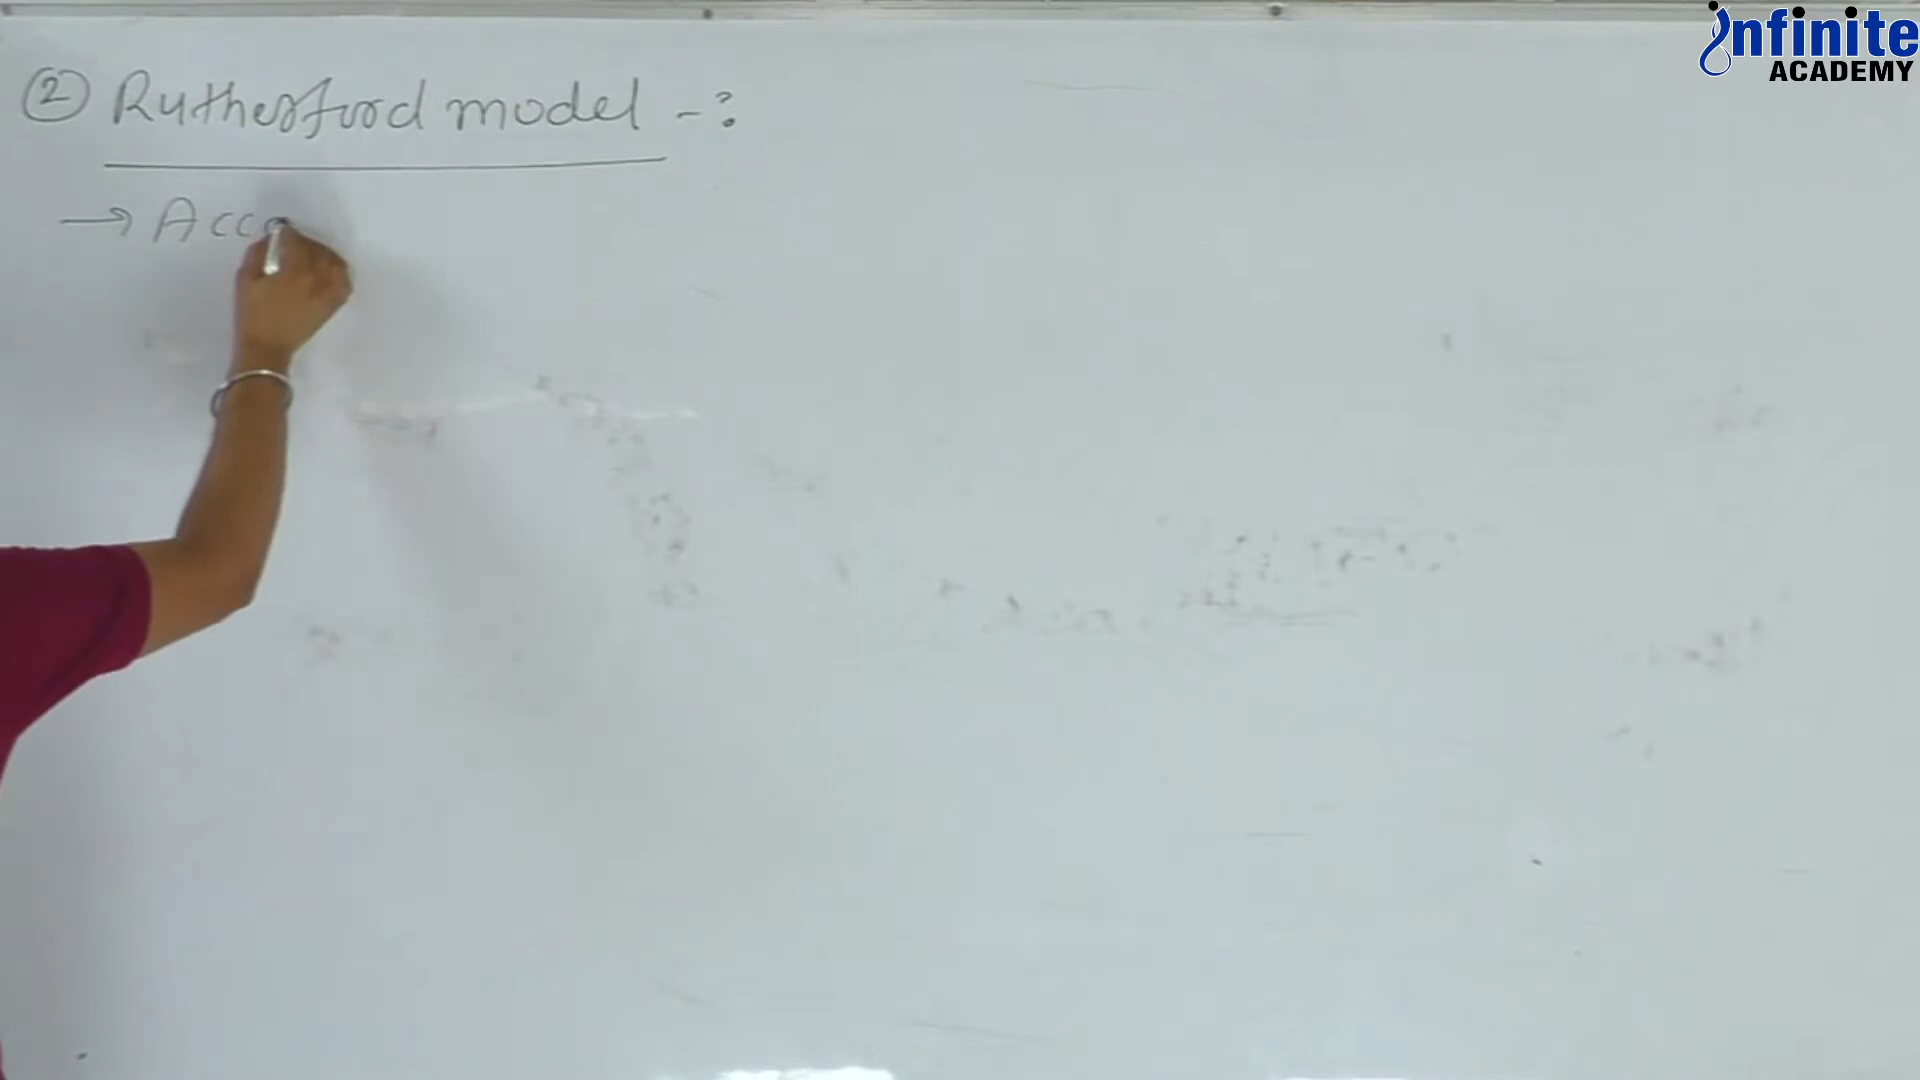 infinite
ACADEMY
② Rutherford model -:
→ Acco